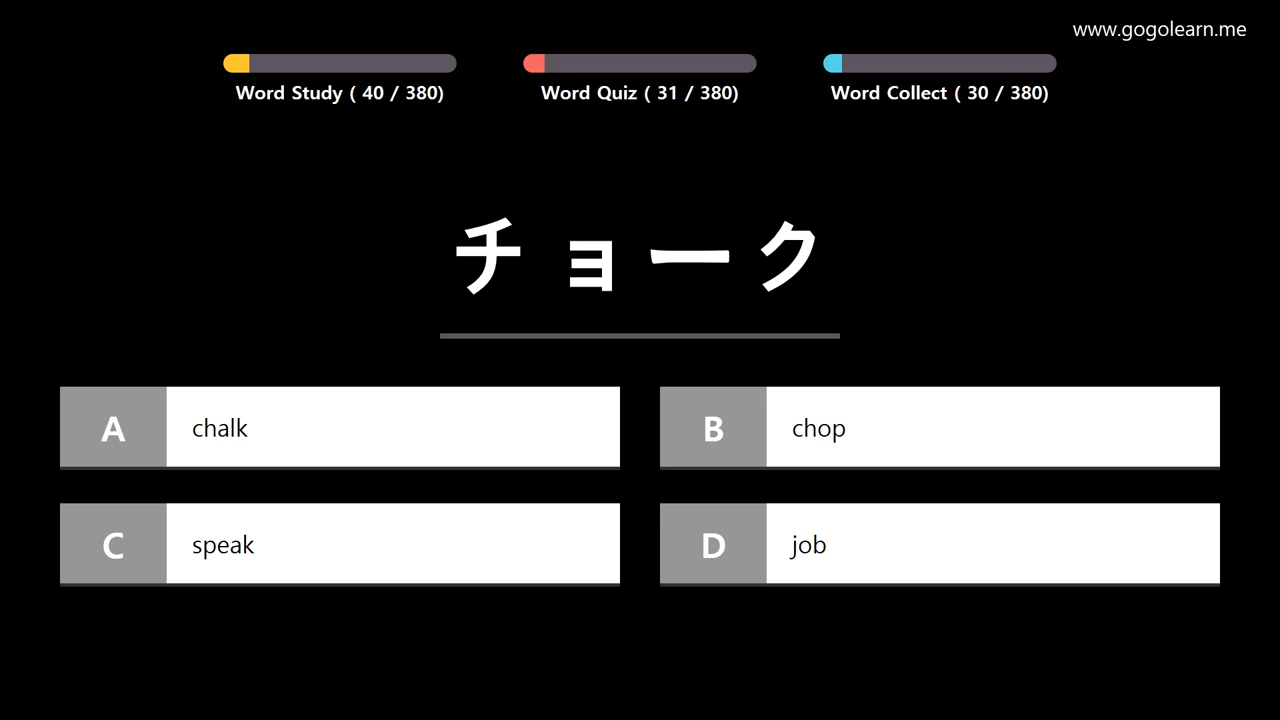 www.gogolearn.me
Word Study ( 40 / 380)
Word Quiz ( 31 / 380)
Word Collect ( 30 / 380)
チョーク
A chalk
B chop
C speak
D job